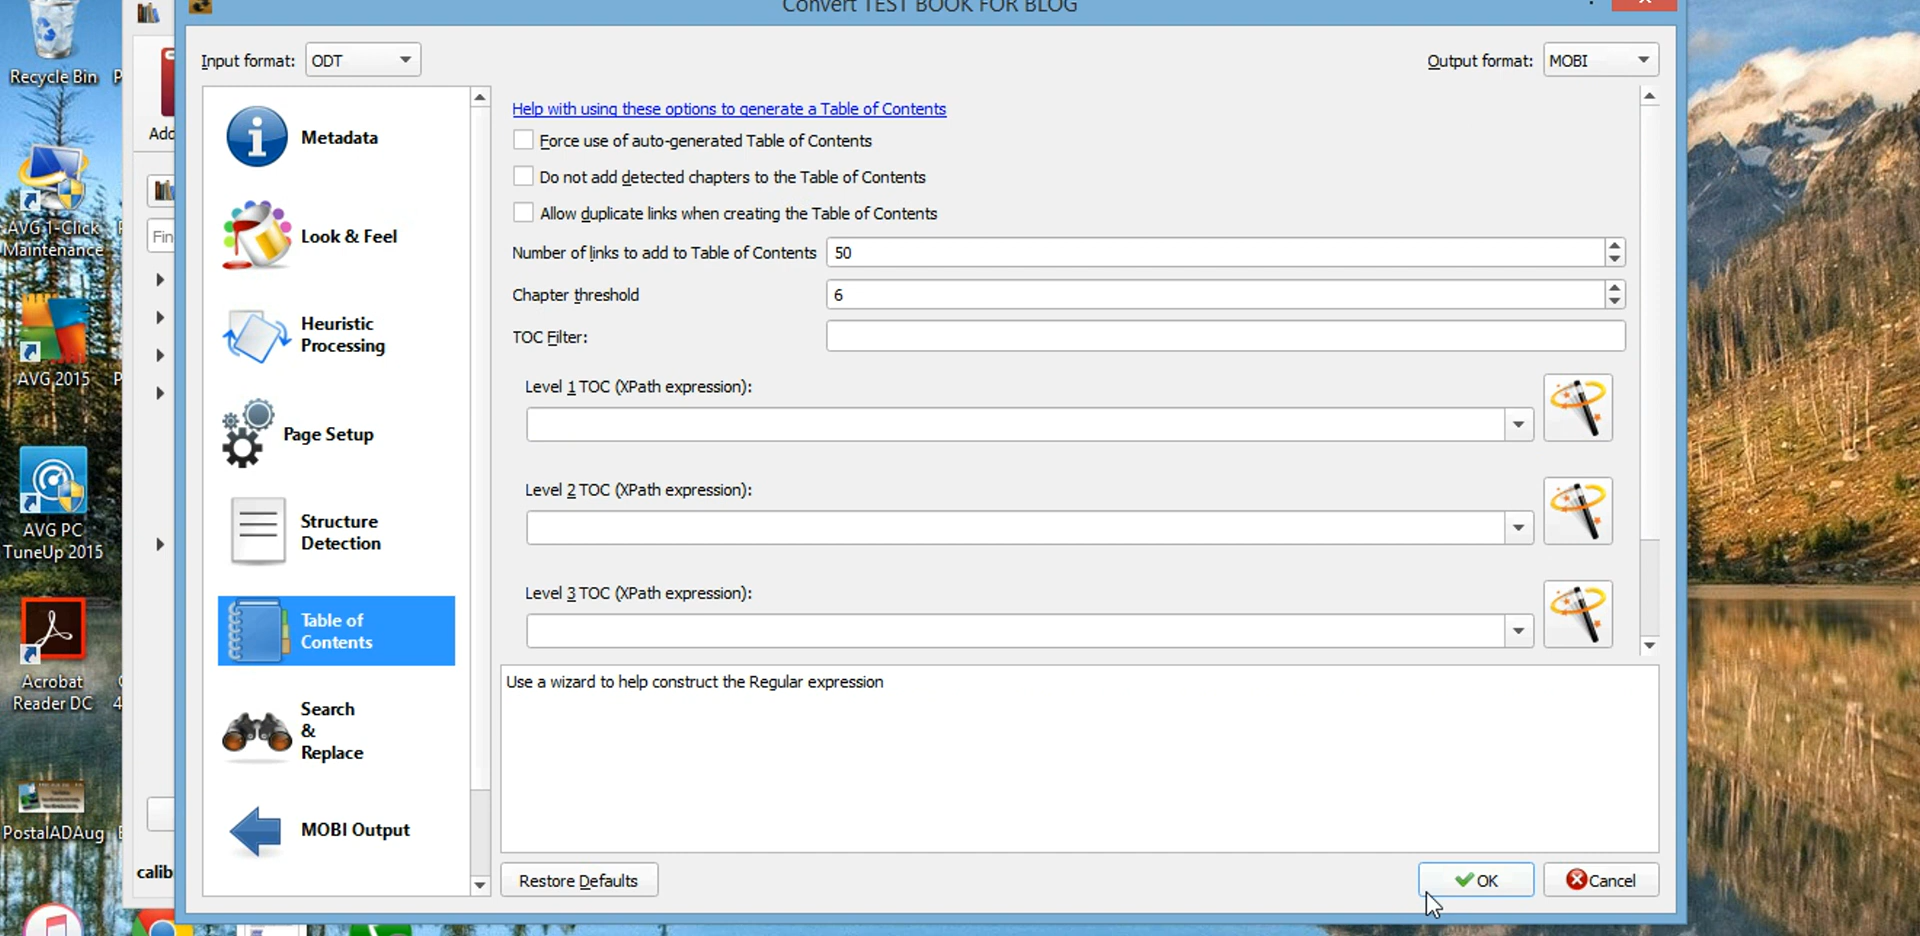 Convert TEST BOOK FOR BLOG
Input format: ODT
Output format: MOBI
Recycle Bin P
Add
AVG 1-Click
Maintenance
Fin
AVG 2015 P
AVG PC
TuneUp 2015
Acrobat
Reader DC 4
PostalADAug
calib
Metadata
Look & Feel
Heuristic
Processing
Page Setup
Structure
Detection
Table of
Contents
Search
&
Replace
MOBI Output
Help with using these options to generate a Table of Contents
Force use of auto-generated Table of Contents
Do not add detected chapters to the Table of Contents
Allow duplicate links when creating the Table of Contents
Number of links to add to Table of Contents 50
Chapter threshold 6
TOC Filter:
Level 1 TOC (XPath expression):
Level 2 TOC (XPath expression):
Level 3 TOC (XPath expression):
Use a wizard to help construct the Regular expression
Restore Defaults
OK
Cancel